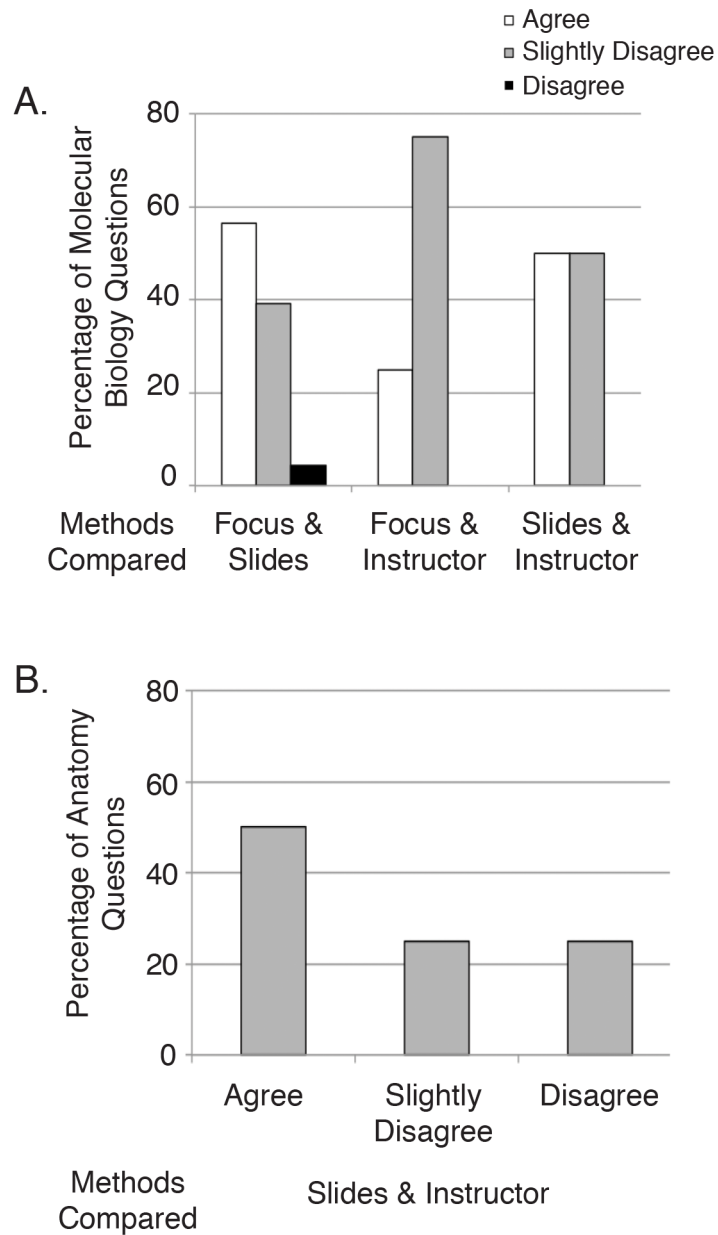 Agree
Slightly Disagree
Disagree
A.
Percentage of Molecular
Biology Questions
80
60
40
20
0
Methods
Compared
Focus &
Slides
Focus &
Instructor
Slides &
Instructor
B.
Percentage of Anatomy
Questions
80
60
40
20
0
Agree
Slightly
Disagree
Disagree
Methods
Compared
Slides & Instructor